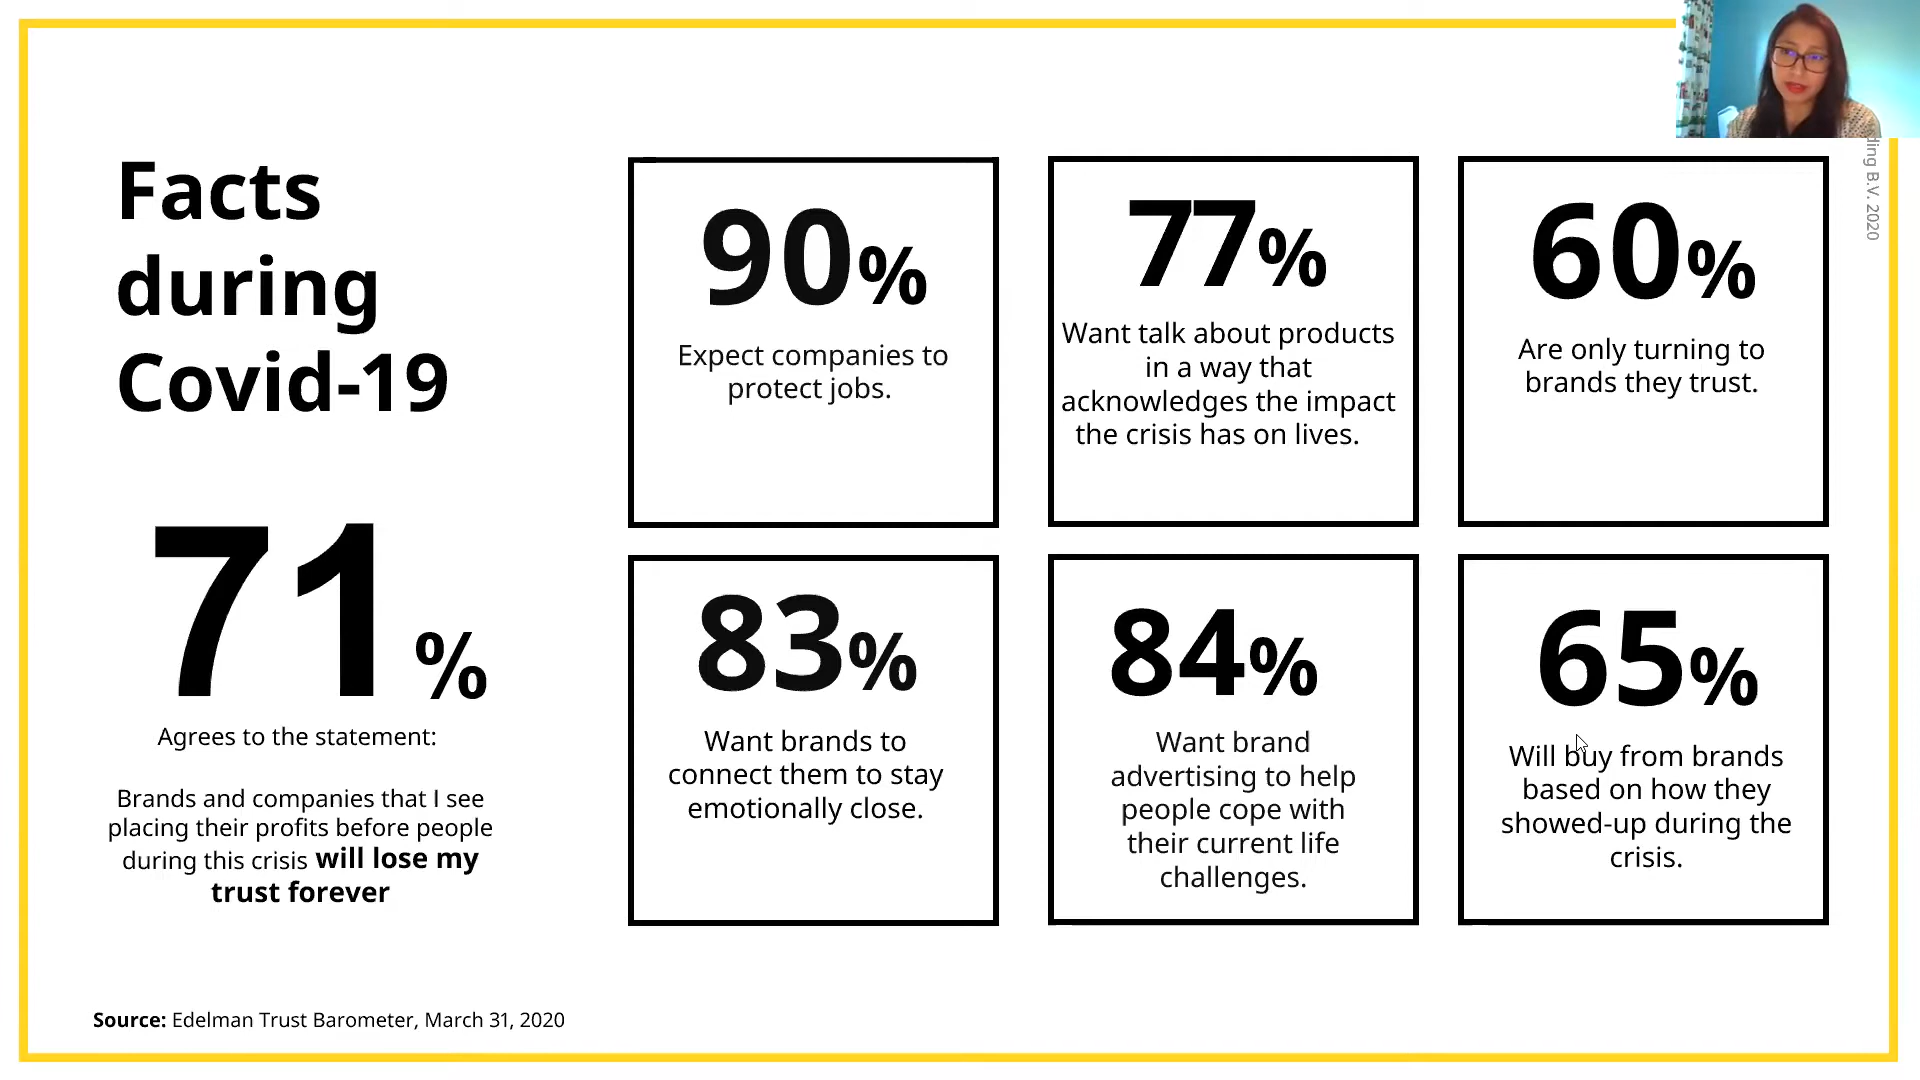 Facts
during
Covid-19
71%
Agrees to the statement:
Brands and companies that I see
placing their profits before people
during this crisis will lose my
trust forever
90%
Expect companies to
protect jobs.
77%
Want talk about products
in a way that
acknowledges the impact
the crisis has on lives.
60%
Are only turning to
brands they trust.
83%
Want brands to
connect them to stay
emotionally close.
84%
Want brand
advertising to help
people cope with
their current life
challenges.
65%
Will buy from brands
based on how they
showed-up during the
crisis.
Source: Edelman Trust Barometer, March 31, 2020
B.V. 2020